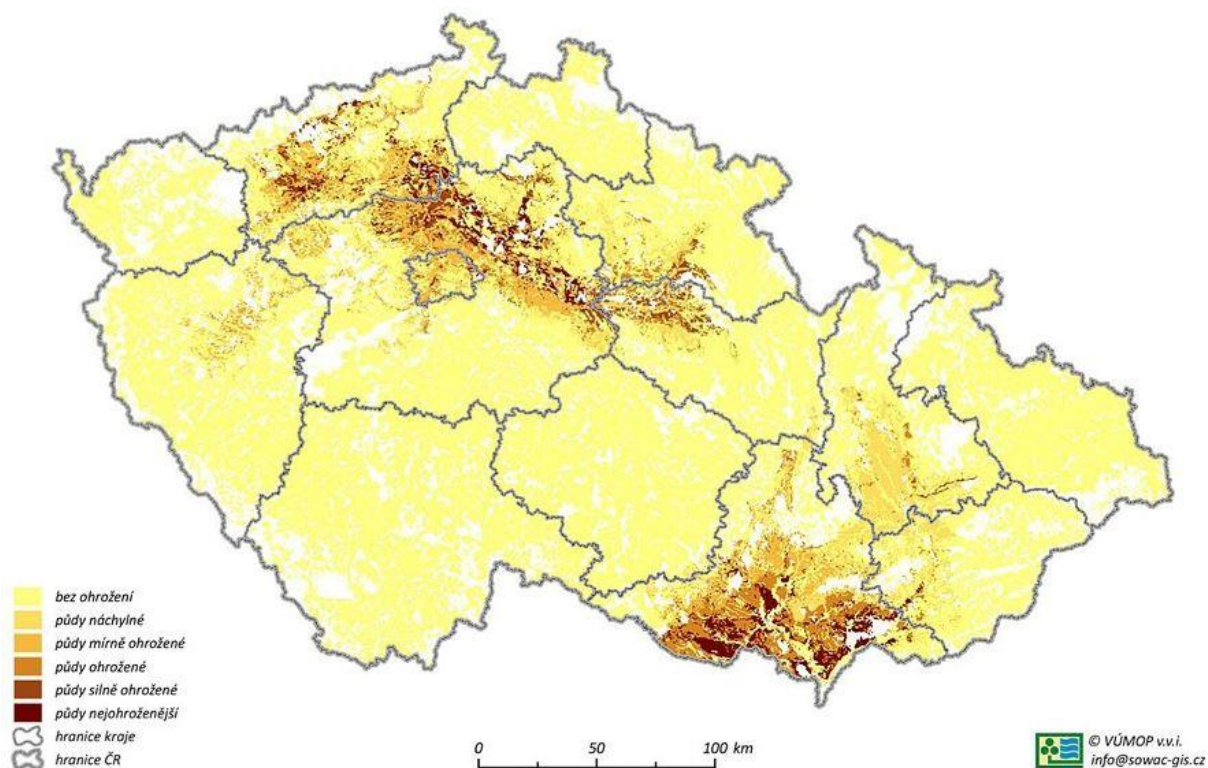 bez ohrožení
půdy náchylné
půdy mírně ohrožené
půdy ohrožené
půdy silně ohrožené
půdy nejohroženější
hranice kraje
hranice ČR
0 50 100 km
© VÚMOP v.v.i.
info@sowac-gis.cz